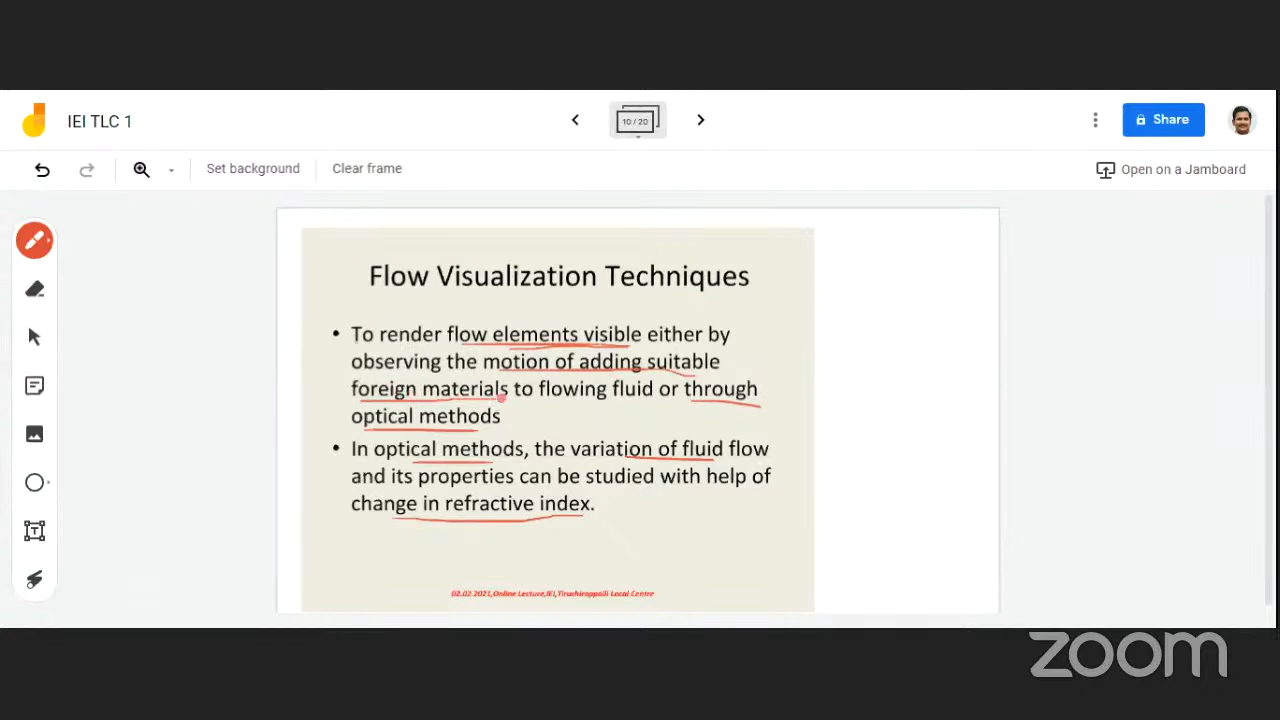 IEI TLC 1
10 / 20
Share
Set background
Clear frame
Open on a Jamboard
Flow Visualization Techniques
• To render flow elements visible either by
observing the motion of adding suitable
foreign materials to flowing fluid or through
optical methods
• In optical methods, the variation of fluid flow
and its properties can be studied with help of
change in refractive index.
02.02.2021,Online Lecture,IEI,Tiruchirappalli Local Centre
zoom